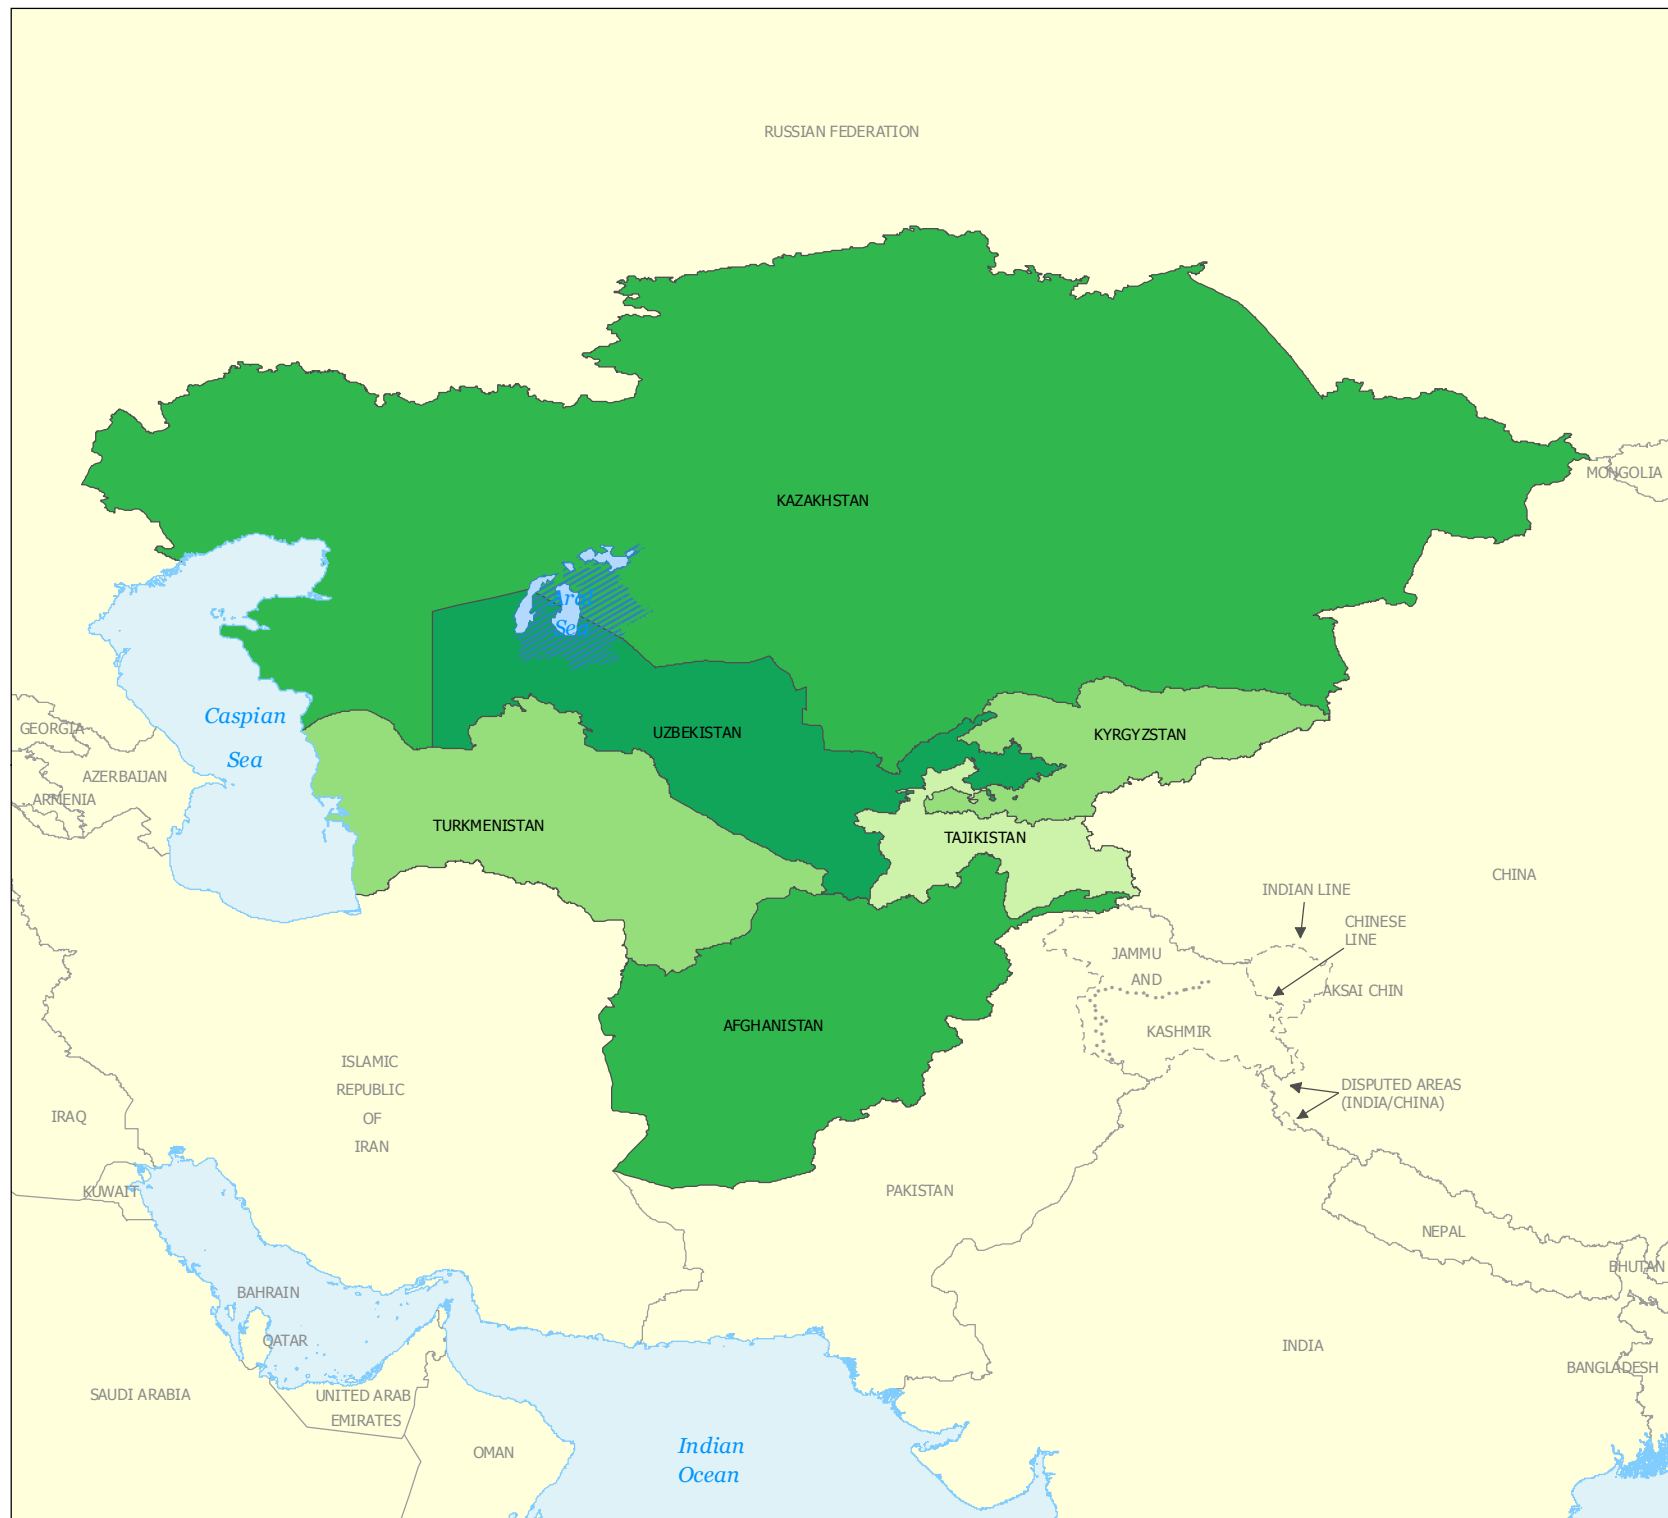 RUSSIAN FEDERATION
MONGOLIA
KAZAKHSTAN
Aral
Sea
Caspian
Sea
GEORGIA
UZBEKISTAN
KYRGYZSTAN
AZERBAIJAN
ARMENIA
TURKMENISTAN
TAJIKISTAN
CHINA
INDIAN LINE
CHINESE
LINE
JAMMU
AND
AKSAI CHIN
KASHMIR
AFGHANISTAN
ISLAMIC
REPUBLIC
OF
IRAN
DISPUTED AREAS
(INDIA/CHINA)
IRAQ
KUWAIT
PAKISTAN
NEPAL
BHUTAN
BAHRAIN
QATAR
INDIA
BANGLADESH
SAUDI ARABIA
UNITED ARAB
EMIRATES
OMAN
Indian
Ocean